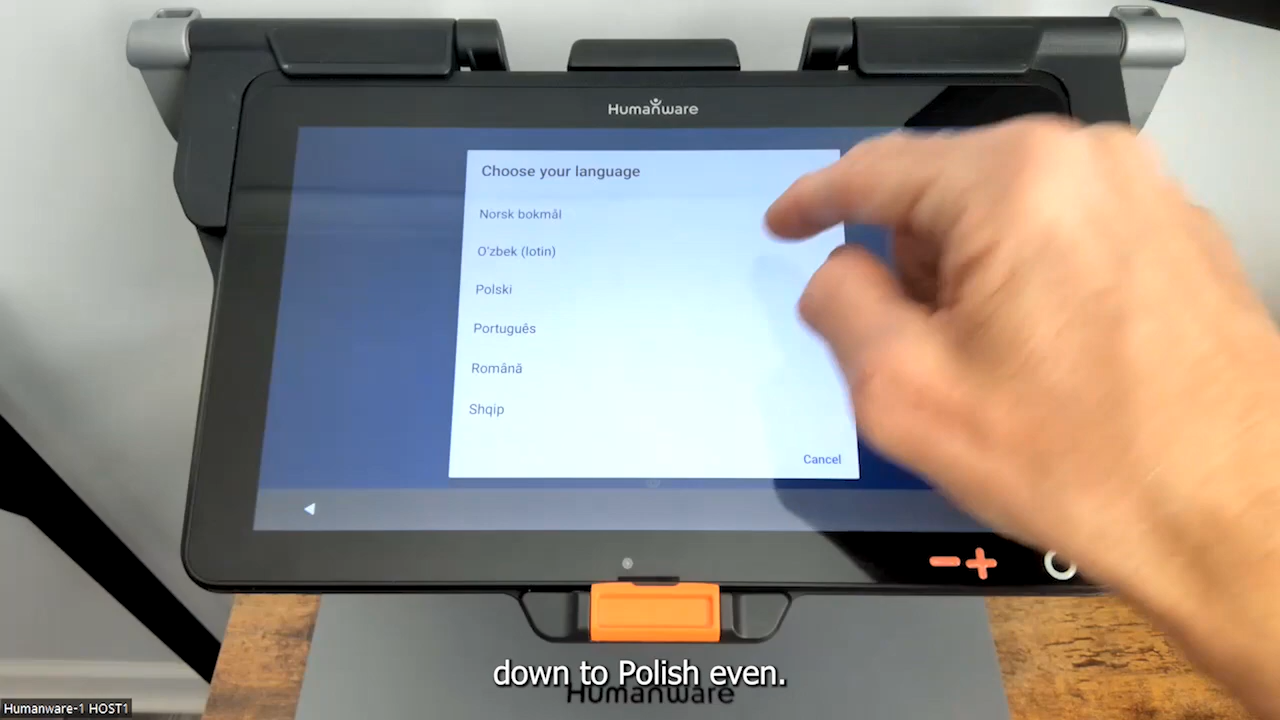 Humanware
Choose your language
Norsk bokmål
O'zbek (lotin)
Polski
Português
Română
Shqip
Cancel
down to Polish even.
Humanware
Humanware-1 HOST1